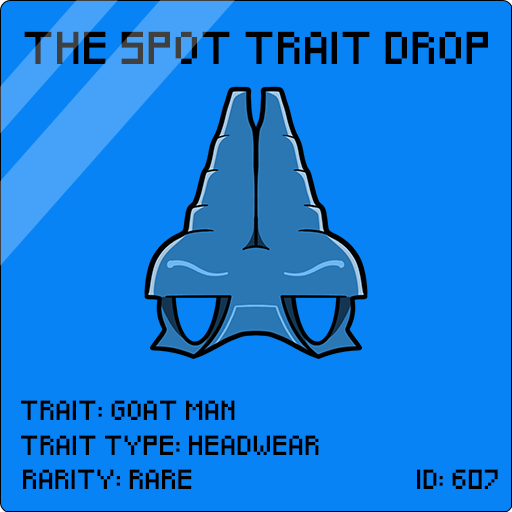 THE SPOT TRAIT DROP
TRAIT: GOAT MAN
TRAIT TYPE: HEADWEAR
RARITY: RARE
ID: 607